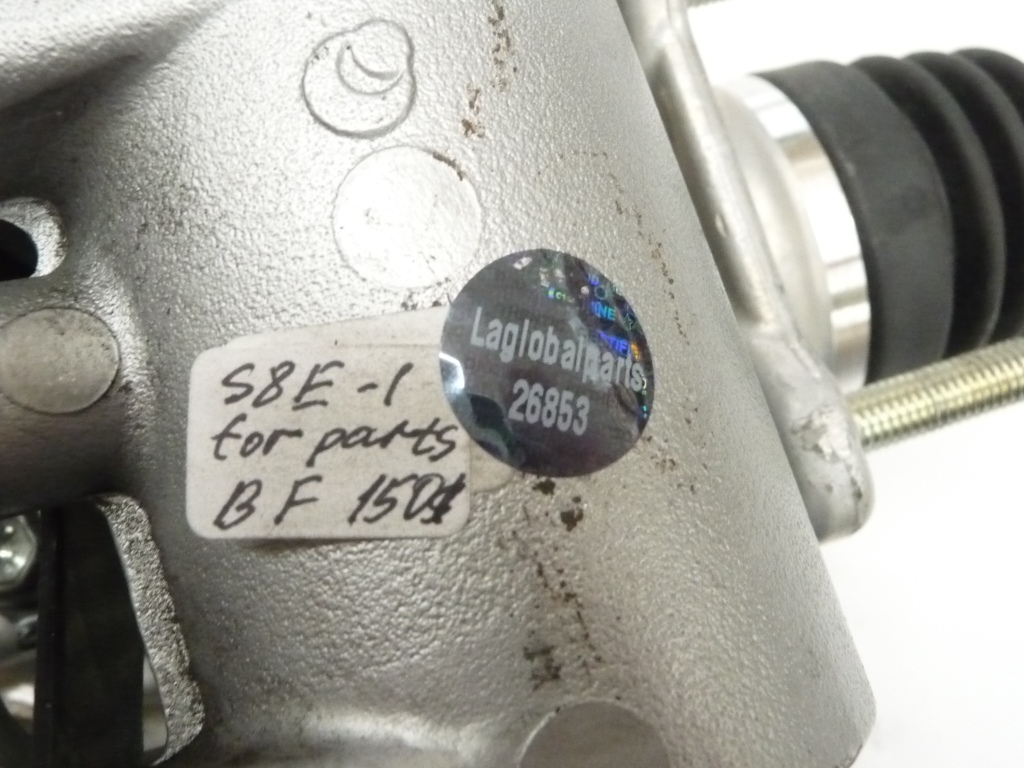 S8E-1
for parts
BF 150$
Laglobalparts
26853